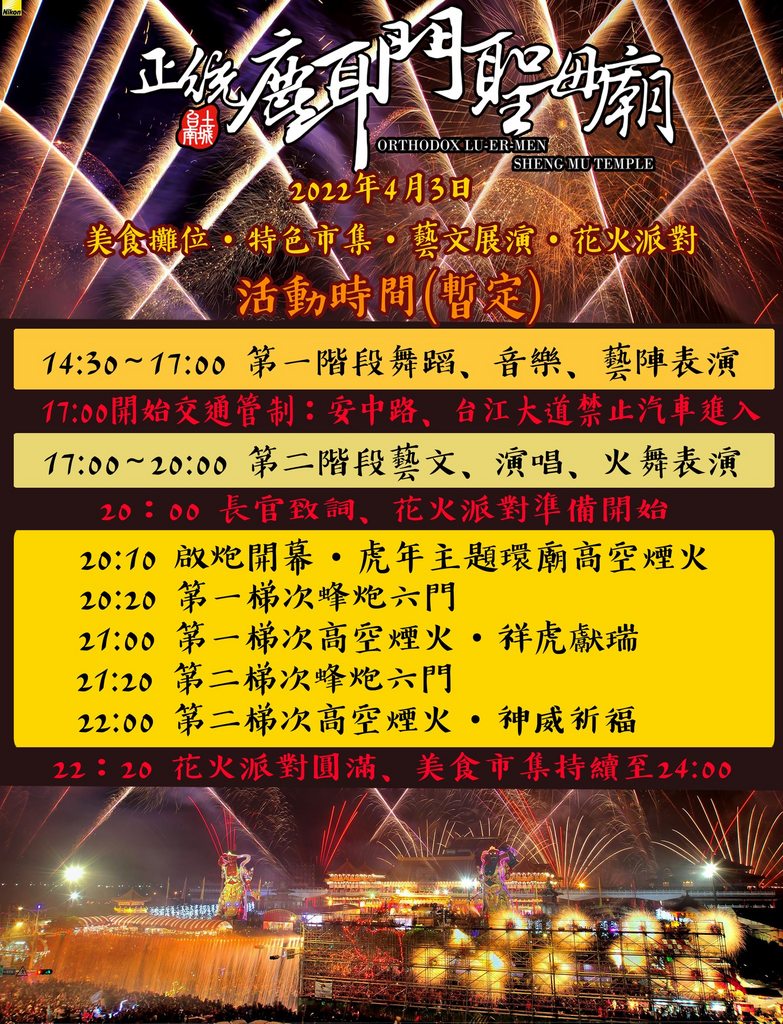 Nikon
正統鹿耳門聖母廟
台南土城
ORTHODOX LU-ER-MEN
SHENG MU TEMPLE
2022年4月3日
美食攤位・特色市集・藝文展演・花火派對
活動時間(暫定)
14:30~17:00 第一階段舞蹈、音樂、藝陣表演
17:00開始交通管制：安中路、台江大道禁止汽車進入
17:00~20:00 第二階段藝文、演唱、火舞表演
20：00 長官致詞、花火派對準備開始
20:10 啟炮開幕・虎年主題環廟高空煙火
20:20 第一梯次蜂炮六門
21:00 第一梯次高空煙火・祥虎獻瑞
21:20 第二梯次蜂炮六門
22:00 第二梯次高空煙火・神威祈福
22：20 花火派對圓滿、美食市集持續至24:00